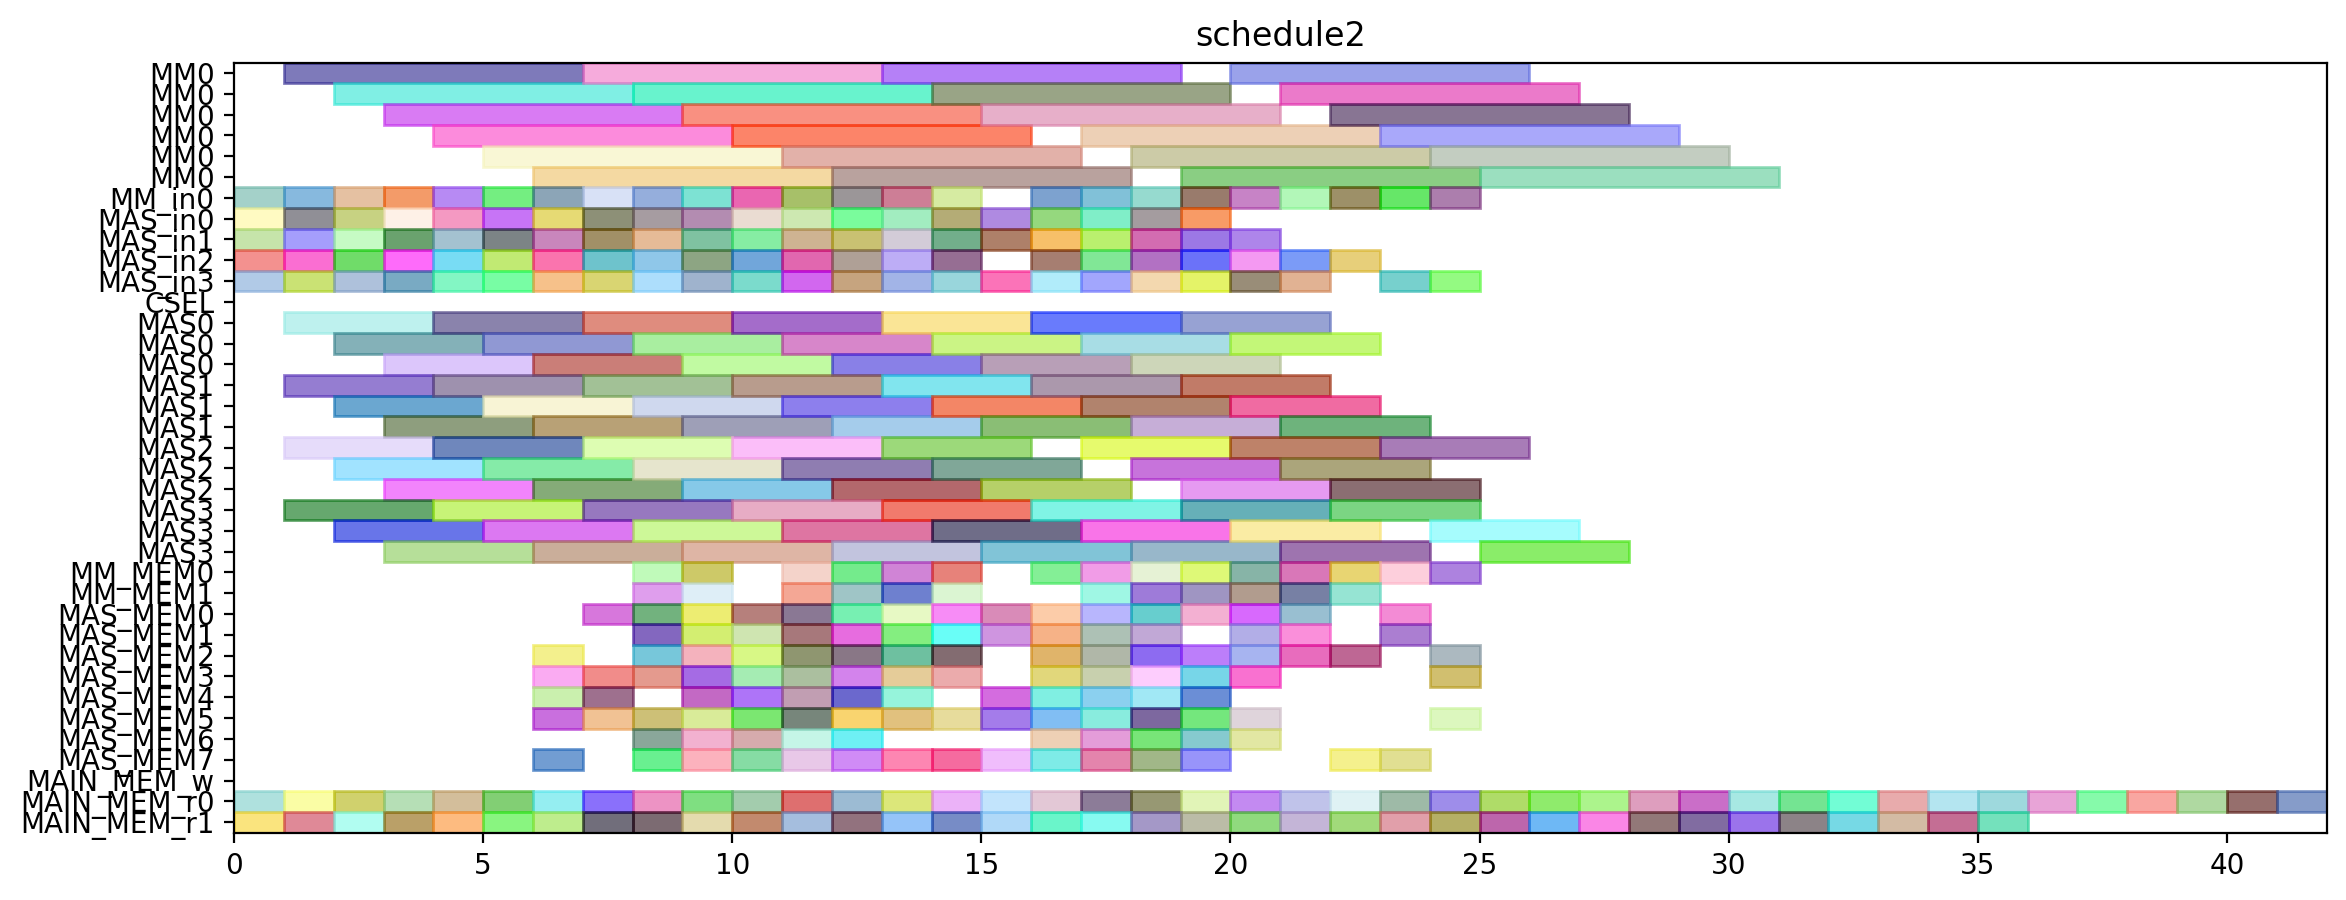 schedule2
MM0
MM0
MM0
MM0
MM0
MM0
MM_in0
MAS_in0
MAS_in1
MAS_in2
MAS_in3
CSEL
MAS0
MAS0
MAS0
MAS1
MAS1
MAS1
MAS2
MAS2
MAS2
MAS3
MAS3
MAS3
MM_MEM0
MM_MEM1
MAS_MEM0
MAS_MEM1
MAS_MEM2
MAS_MEM3
MAS_MEM4
MAS_MEM5
MAS_MEM6
MAS_MEM7
MAIN_MEM_w
MAIN_MEM_r0
MAIN_MEM_r1
0 5 10 15 20 25 30 35 40